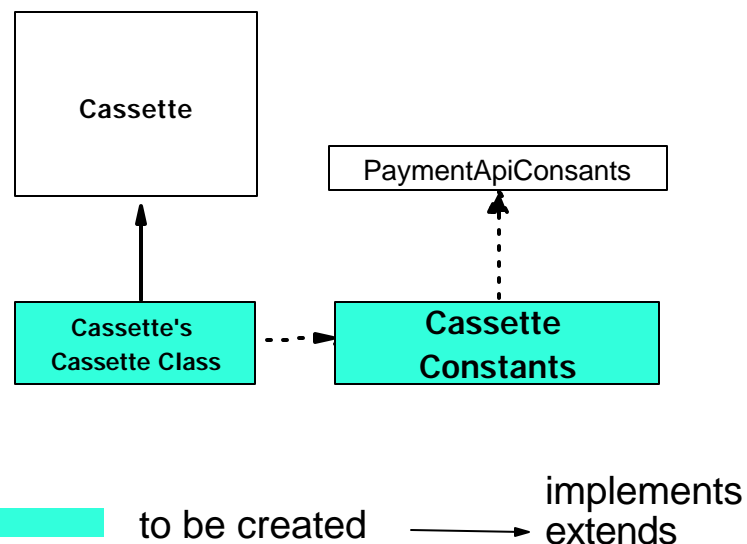 Cassette
PaymentApiConsants
Cassette's
Cassette Class
Cassette
Constants
to be created
implements
extends